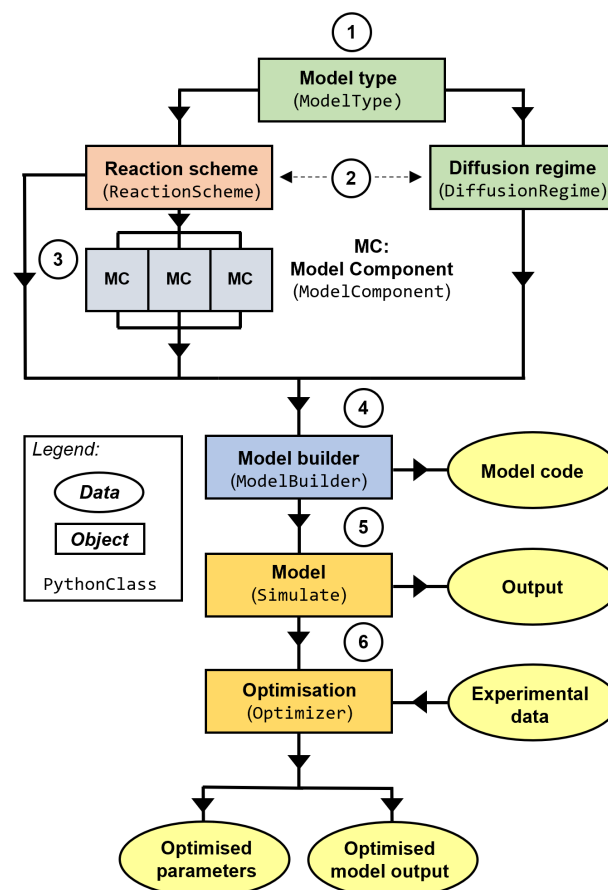 1
Model type
(ModelType)
Reaction scheme
(ReactionScheme)
2
Diffusion regime
(DiffusionRegime)
3
MC
MC
MC
MC:
Model Component
(ModelComponent)
4
Legend:
Data
Object
PythonClass
Model builder
(ModelBuilder)
Model code
5
Model
(Simulate)
Output
6
Optimisation
(Optimizer)
Experimental
data
Optimised
parameters
Optimised
model output